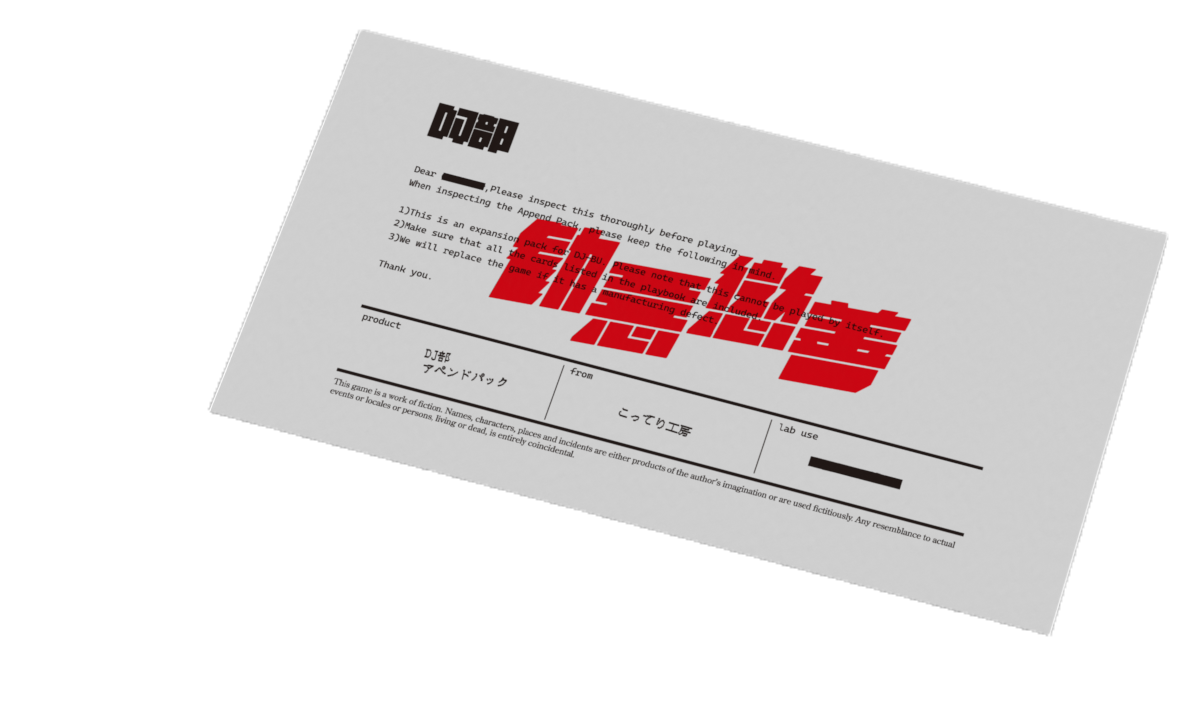 DJ部
Dear ,Please inspect this thoroughly before playing.
When inspecting the Append Pack, please keep the following in mind.
1)This is an expansion pack for DJ-BU. Please note that this cannot be played by itself.
2)Make sure that all the cards listed in the playbook are included.
3)We will replace the game if it has a manufacturing defect.
Thank you.
product
DJ部
アペンドパック
from
こってり工房
lab use
This game is a work of fiction. Names, characters, places and incidents are either products of the author's imagination or are used fictitiously. Any resemblance to actual
events or locales or persons, living or dead, is entirely coincidental.